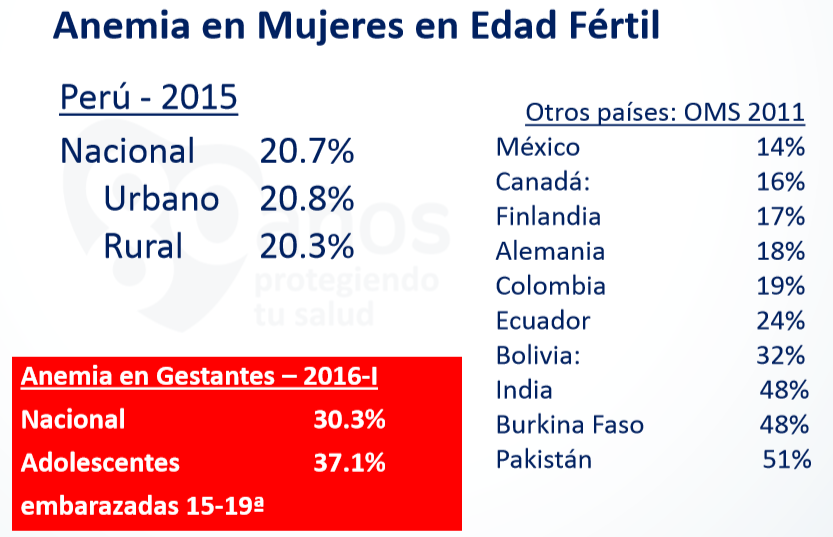 Anemia en Mujeres en Edad Fértil
Perú - 2015
Nacional 20.7%
Urbano 20.8%
Rural 20.3%
años
protegiendo
tu salud
Anemia en Gestantes – 2016-I
Nacional 30.3%
Adolescentes 37.1%
embarazadas 15-19ª
Otros países: OMS 2011
México 14%
Canadá: 16%
Finlandia 17%
Alemania 18%
Colombia 19%
Ecuador 24%
Bolivia: 32%
India 48%
Burkina Faso 48%
Pakistán 51%